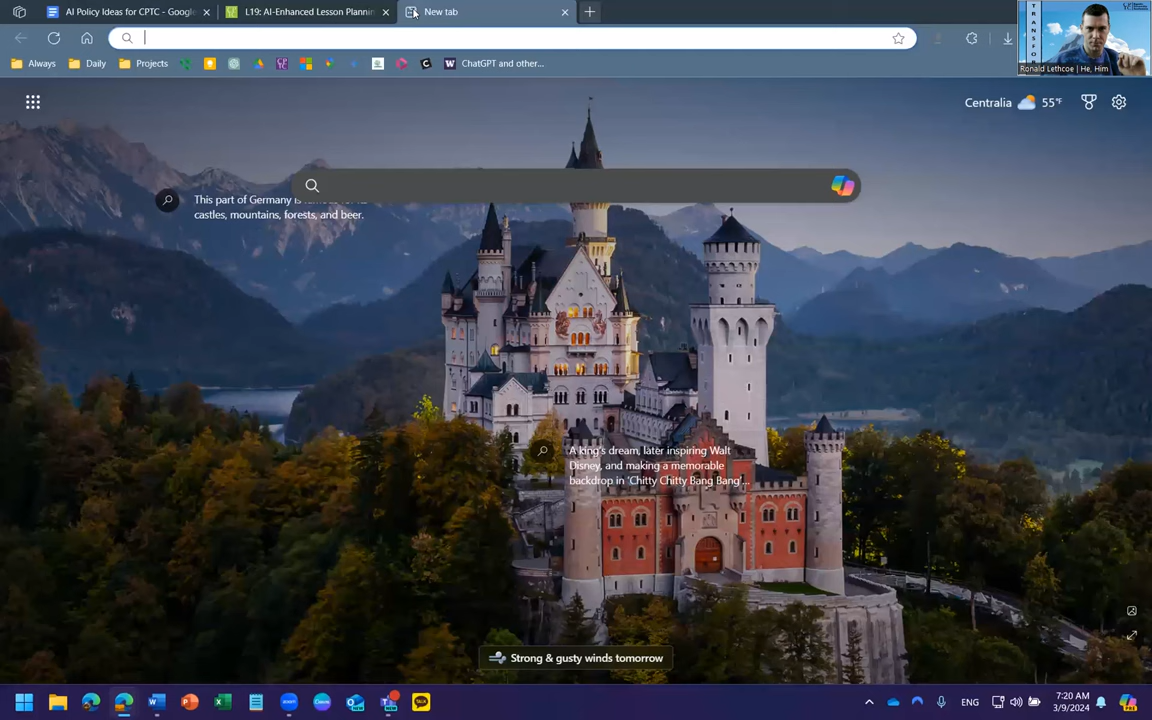 AI Policy Ideas for CPTC - Google
L19: AI-Enhanced Lesson Plannin
New tab
Always
Daily
Projects
ChatGPT and other...
Ronald Lethcoe | He, Him
Centralia
55°F
This part of Germany is
castles, mountains, forests, and beer.
A king's dream, later inspiring Walt
Disney, and making a memorable
backdrop in 'Chitty Chitty Bang Bang'...
Strong & gusty winds tomorrow
ENG
7:20 AM
3/9/2024